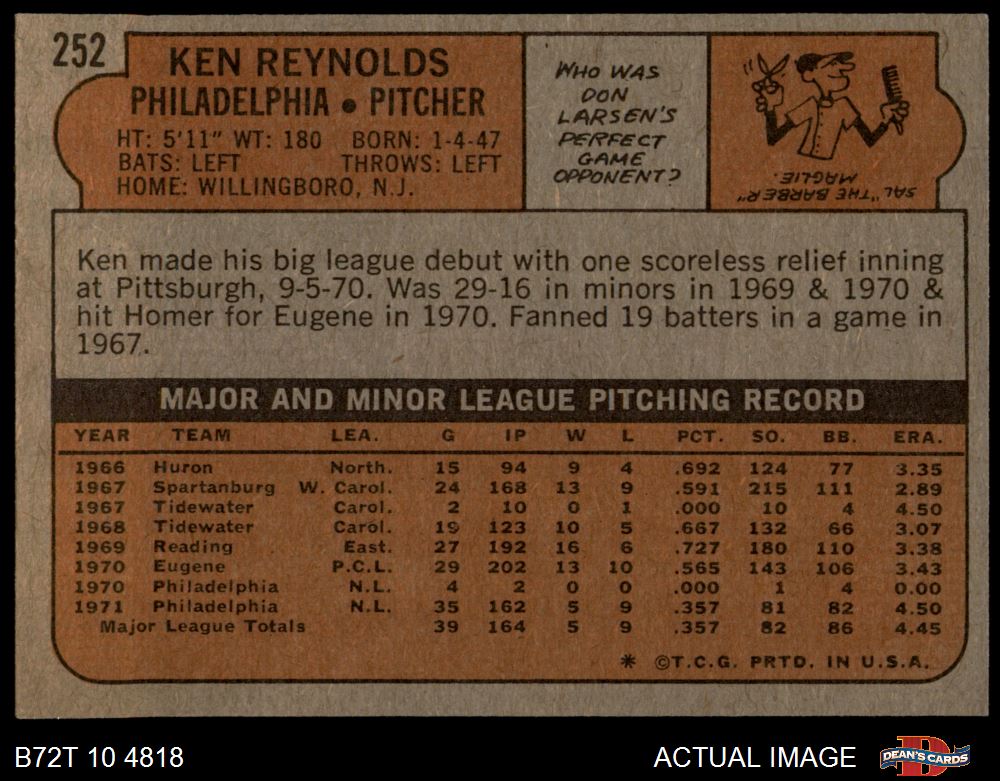 252
KEN REYNOLDS
PHILADELPHIA • PITCHER
HT: 5'11" WT: 180 BORN: 1-4-47
BATS: LEFT THROWS: LEFT
HOME: WILLINGBORO, N.J.
WHO WAS
DON
LARSEN'S
PERFECT
GAME
OPPONENT?
SAL "THE BARBER"
MAGLIE.
Ken made his big league debut with one scoreless relief inning
at Pittsburgh, 9-5-70. Was 29-16 in minors in 1969 & 1970 &
hit Homer for Eugene in 1970. Fanned 19 batters in a game in
1967.
MAJOR AND MINOR LEAGUE PITCHING RECORD
YEAR TEAM LEA. G IP W L PCT. SO. BB. ERA.
1966 Huron North. 15 94 9 4 .692 124 77 3.35
1967 Spartanburg W. Carol. 24 168 13 9 .591 215 111 2.89
1967 Tidewater Carol. 2 10 0 1 .000 10 4 4.50
1968 Tidewater Carol. 19 123 10 5 .667 132 66 3.07
1969 Reading East. 27 192 16 6 .727 180 110 3.38
1970 Eugene P.C.L. 29 202 13 10 .565 143 106 3.43
1970 Philadelphia N.L. 4 2 0 0 .000 1 4 0.00
1971 Philadelphia N.L. 35 162 5 9 .357 81 82 4.50
Major League Totals 39 164 5 9 .357 82 86 4.45
* ©T.C.G. PRTD. IN U.S.A.
B72T 10 4818
ACTUAL IMAGE
DEAN'S CARDS